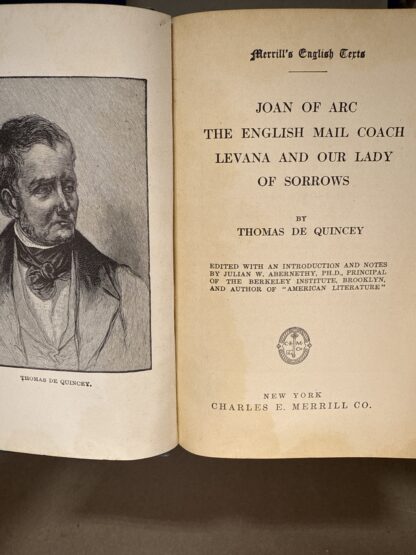 THOMAS DE QUINCEY.
Merrill's English Texts
JOAN OF ARC
THE ENGLISH MAIL COACH
LEVANA AND OUR LADY
OF SORROWS
BY
THOMAS DE QUINCEY
EDITED WITH AN INTRODUCTION AND NOTES
BY JULIAN W. ABERNETHY, PH.D., PRINCIPAL
OF THE BERKELEY INSTITUTE, BROOKLYN,
AND AUTHOR OF "AMERICAN LITERATURE"
NEW YORK
CHARLES E. MERRILL CO.